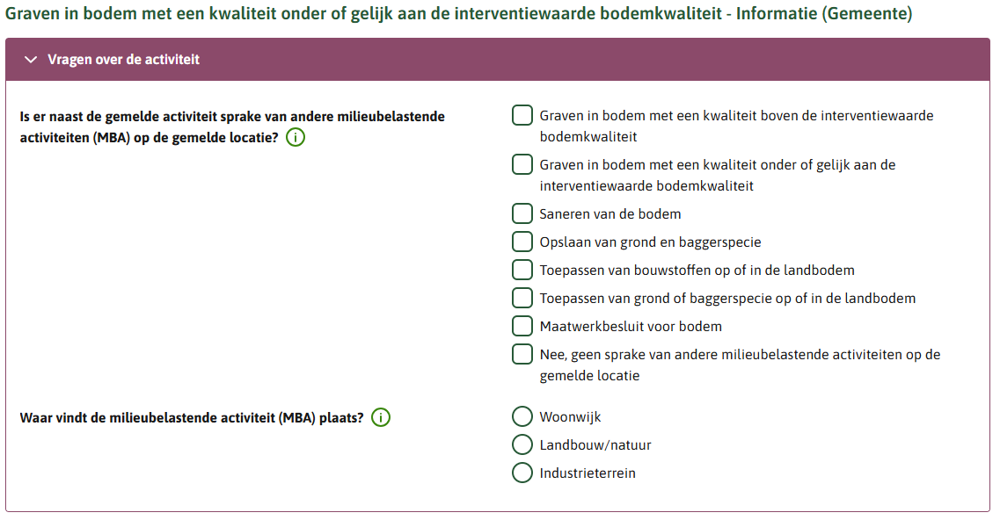 Graven in bodem met een kwaliteit onder of gelijk aan de interventiewaarde bodemkwaliteit - Informatie (Gemeente)
Vragen over de activiteit
Is er naast de gemelde activiteit sprake van andere milieubelastende
activiteiten (MBA) op de gemelde locatie?
Graven in bodem met een kwaliteit boven de interventiewaarde
bodemkwaliteit
Graven in bodem met een kwaliteit onder of gelijk aan de
interventiewaarde bodemkwaliteit
Saneren van de bodem
Opslaan van grond en baggerspecie
Toepassen van bouwstoffen op of in de landbodem
Toepassen van grond of baggerspecie op of in de landbodem
Maatwerkbesluit voor bodem
Nee, geen sprake van andere milieubelastende activiteiten op de
gemelde locatie
Waar vindt de milieubelastende activiteit (MBA) plaats?
Woonwijk
Landbouw/natuur
Industrieterrein